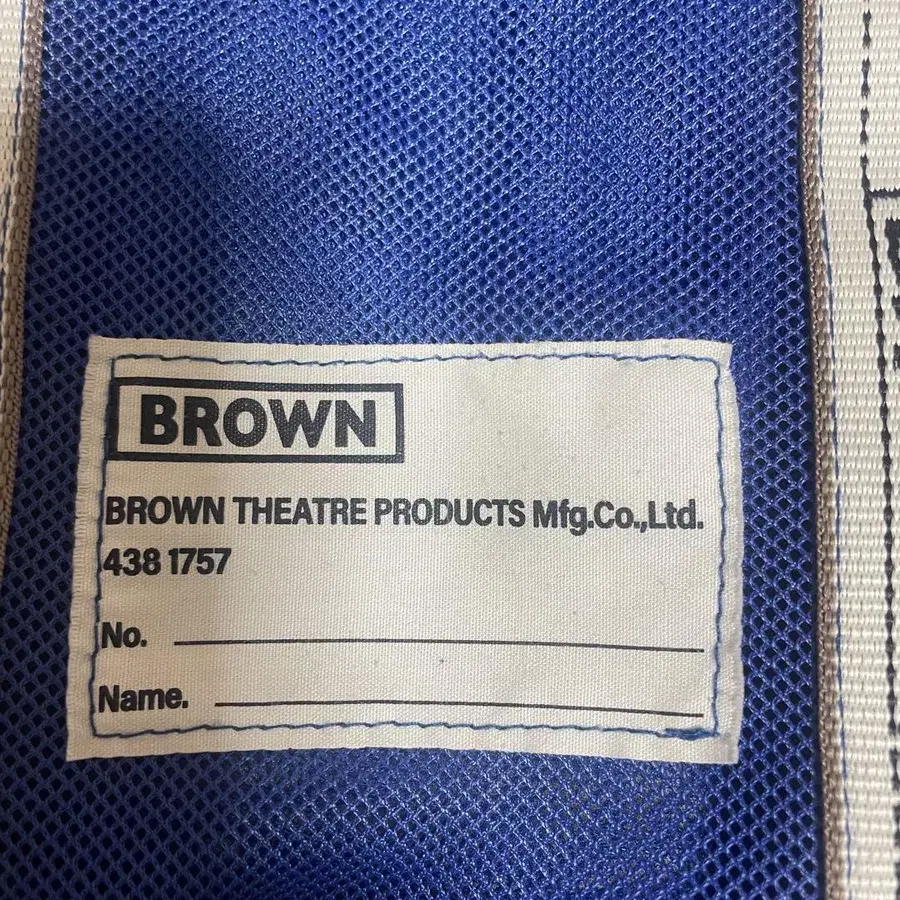 BROWN
BROWN THEATRE PRODUCTS Mfg.Co.,Ltd.
438 1757
No.
Name.